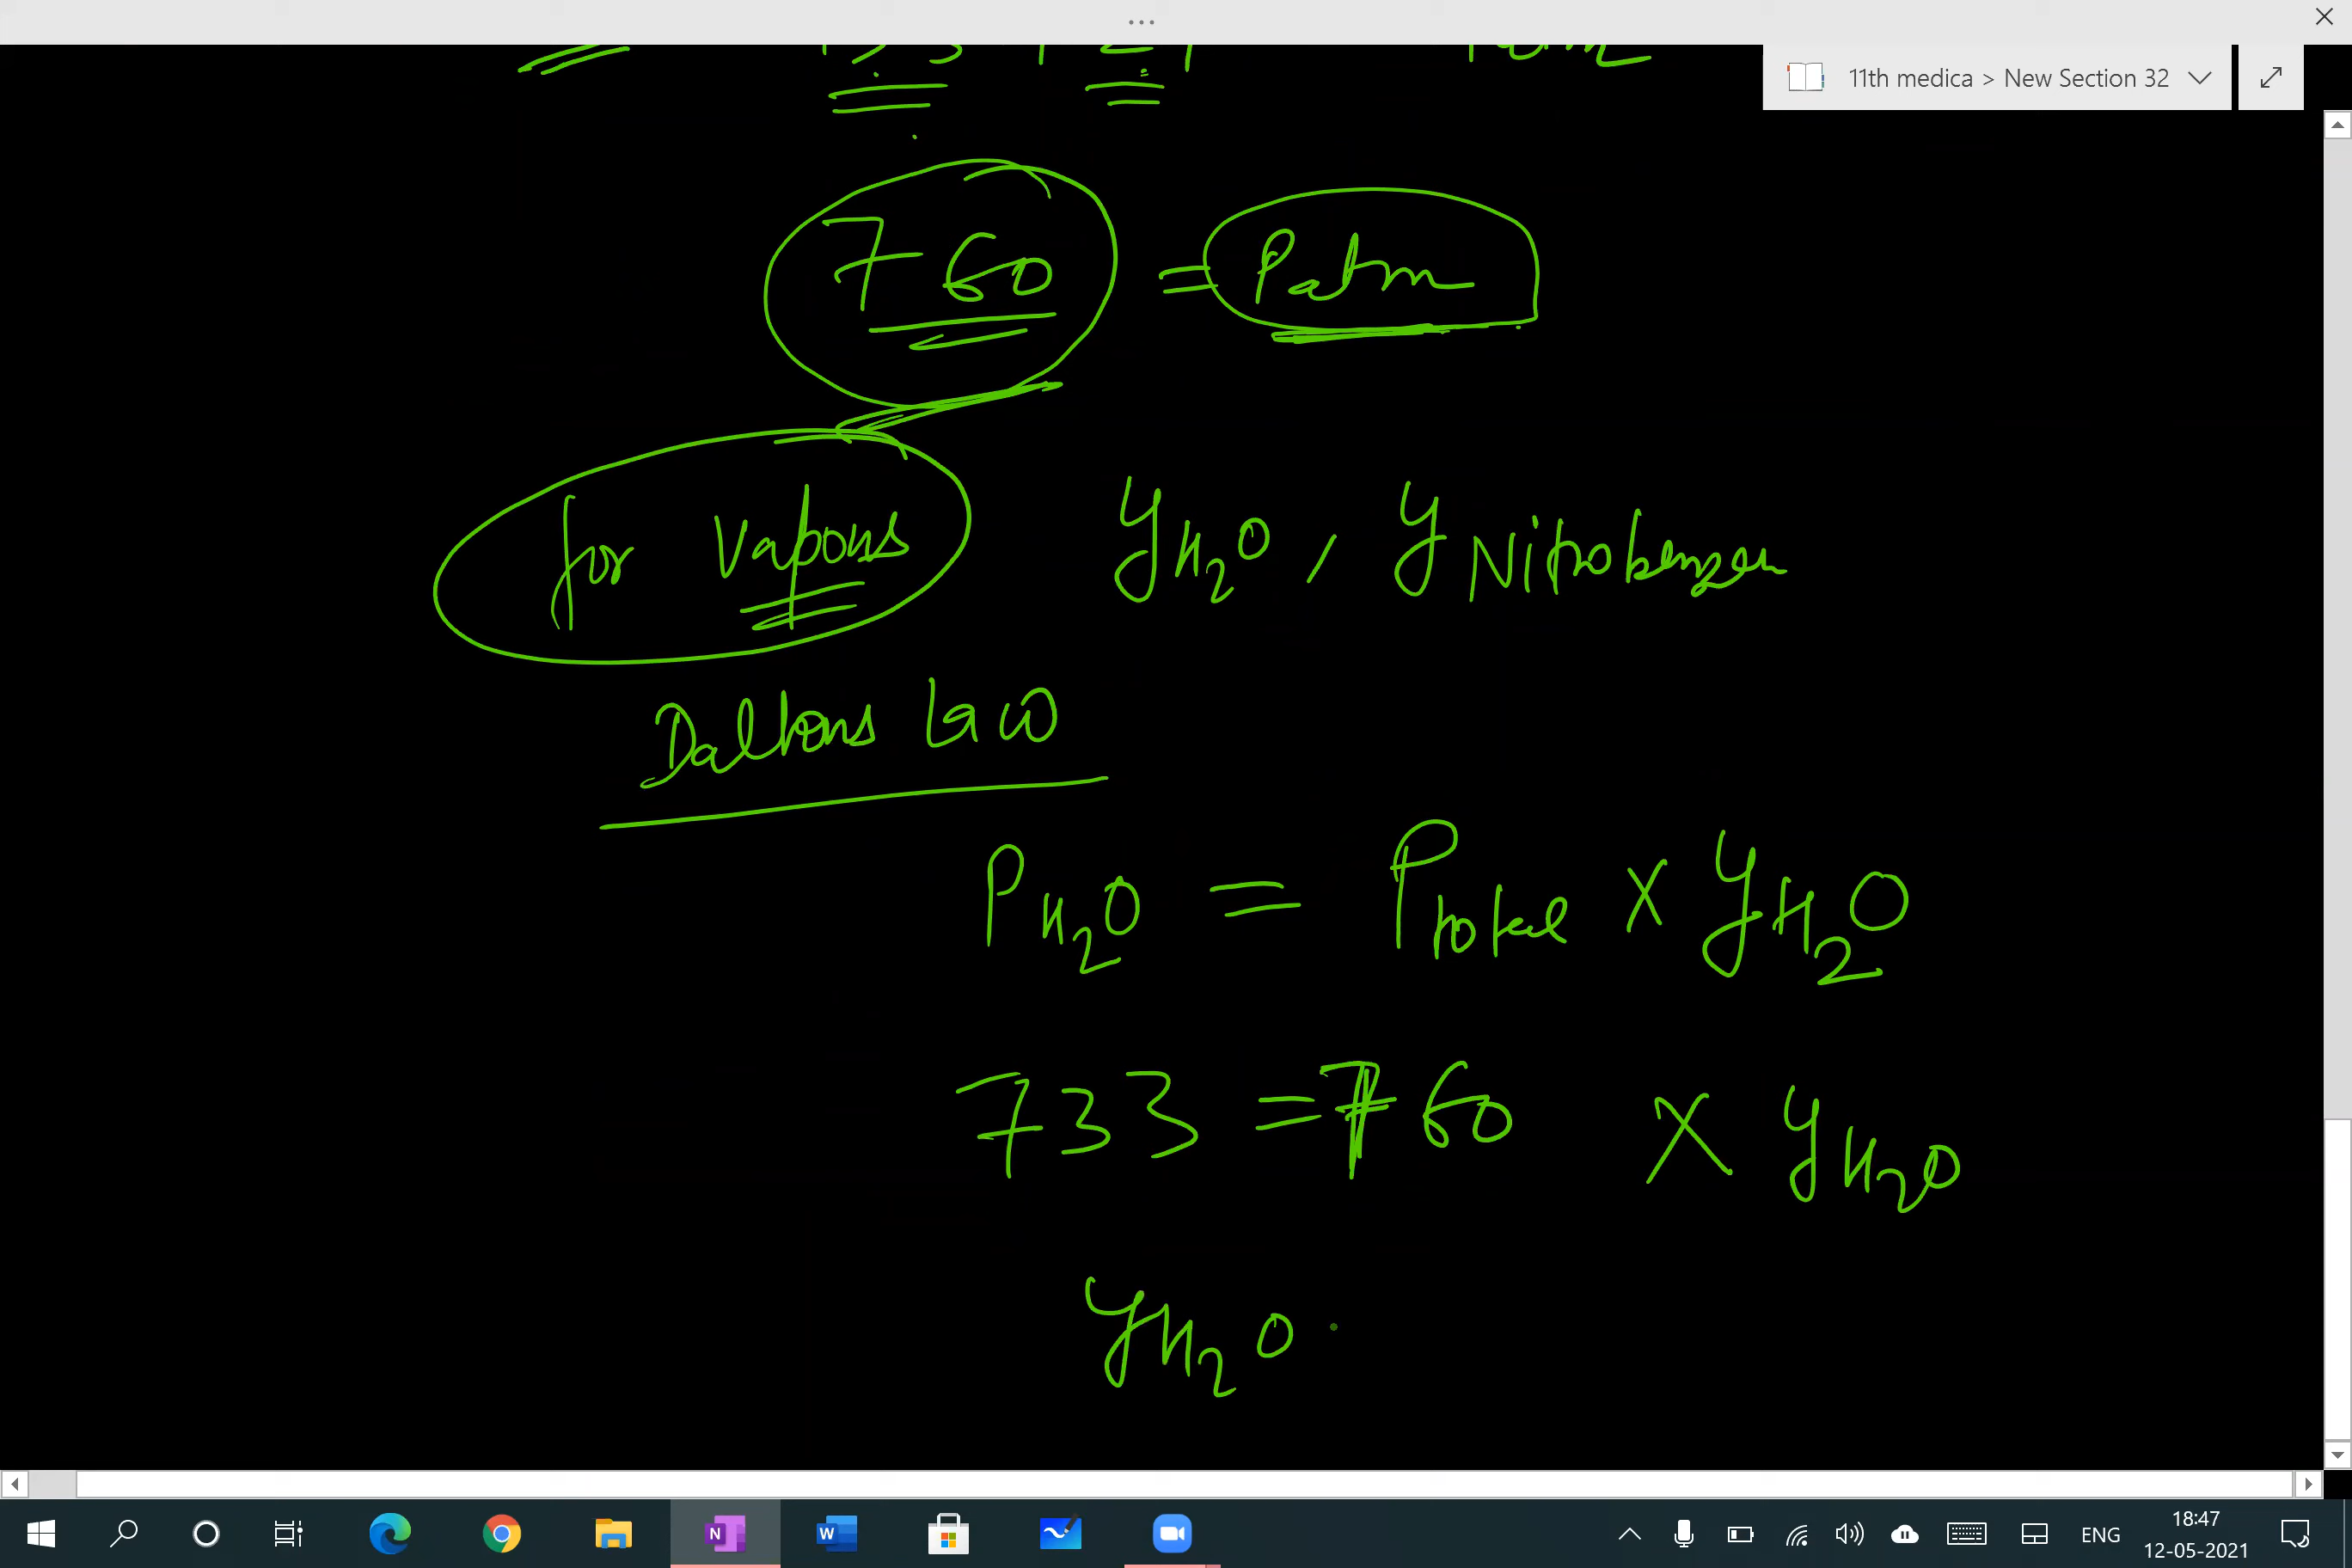 11th medica > New Section 32
760 = Patm
for Vapours yH₂O, yNitrobenzen
Daltons Law
PH₂O = Ptotal × yH₂O
733 = 760 × yH₂O
yH₂O
ENG
18:47
12-05-2021